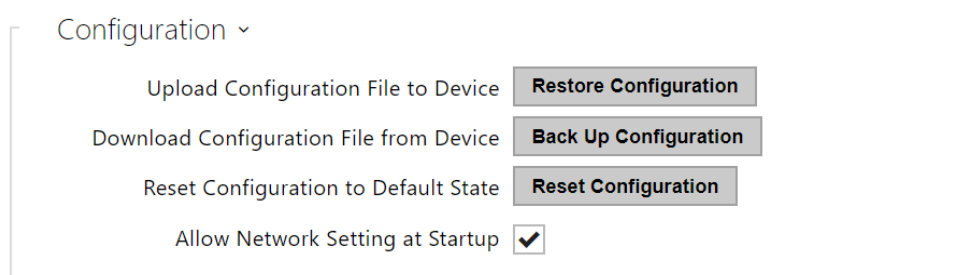 Configuration
Upload Configuration File to Device Restore Configuration
Download Configuration File from Device Back Up Configuration
Reset Configuration to Default State Reset Configuration
Allow Network Setting at Startup